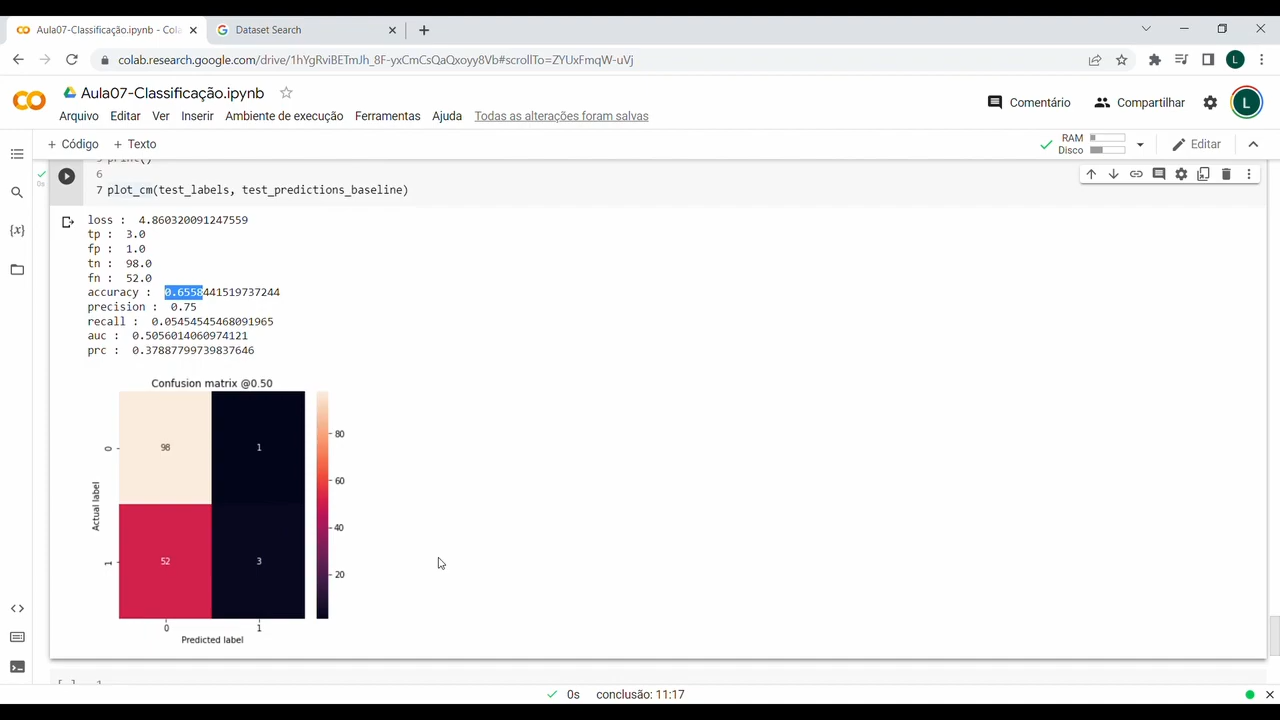 Aula07-Classificação.ipynb - Cola
Dataset Search
colab.research.google.com/drive/1hYgRviBETmJh_8F-yxCmCsQaQxoyy8Vb#scrollTo=ZYUxFmqW-uVj
L
Aula07-Classificação.ipynb
Comentário
Compartilhar
L
Arquivo Editar Ver Inserir Ambiente de execução Ferramentas Ajuda Todas as alterações foram salvas
+ Código + Texto
RAM
Disco
Editar
5 print()
0s
6
7 plot_cm(test_labels, test_predictions_baseline)
loss : 4.860320091247559
tp : 3.0
fp : 1.0
tn : 98.0
fn : 52.0
accuracy : 0.6558441519737244
precision : 0.75
recall : 0.05454545468091965
auc : 0.5056014060974121
prc : 0.37887799739837646
Confusion matrix @0.50
80
60
40
20
0
98
1
Actual label
1
52
3
0
1
Predicted label
[ ] 1
0s conclusão: 11:17